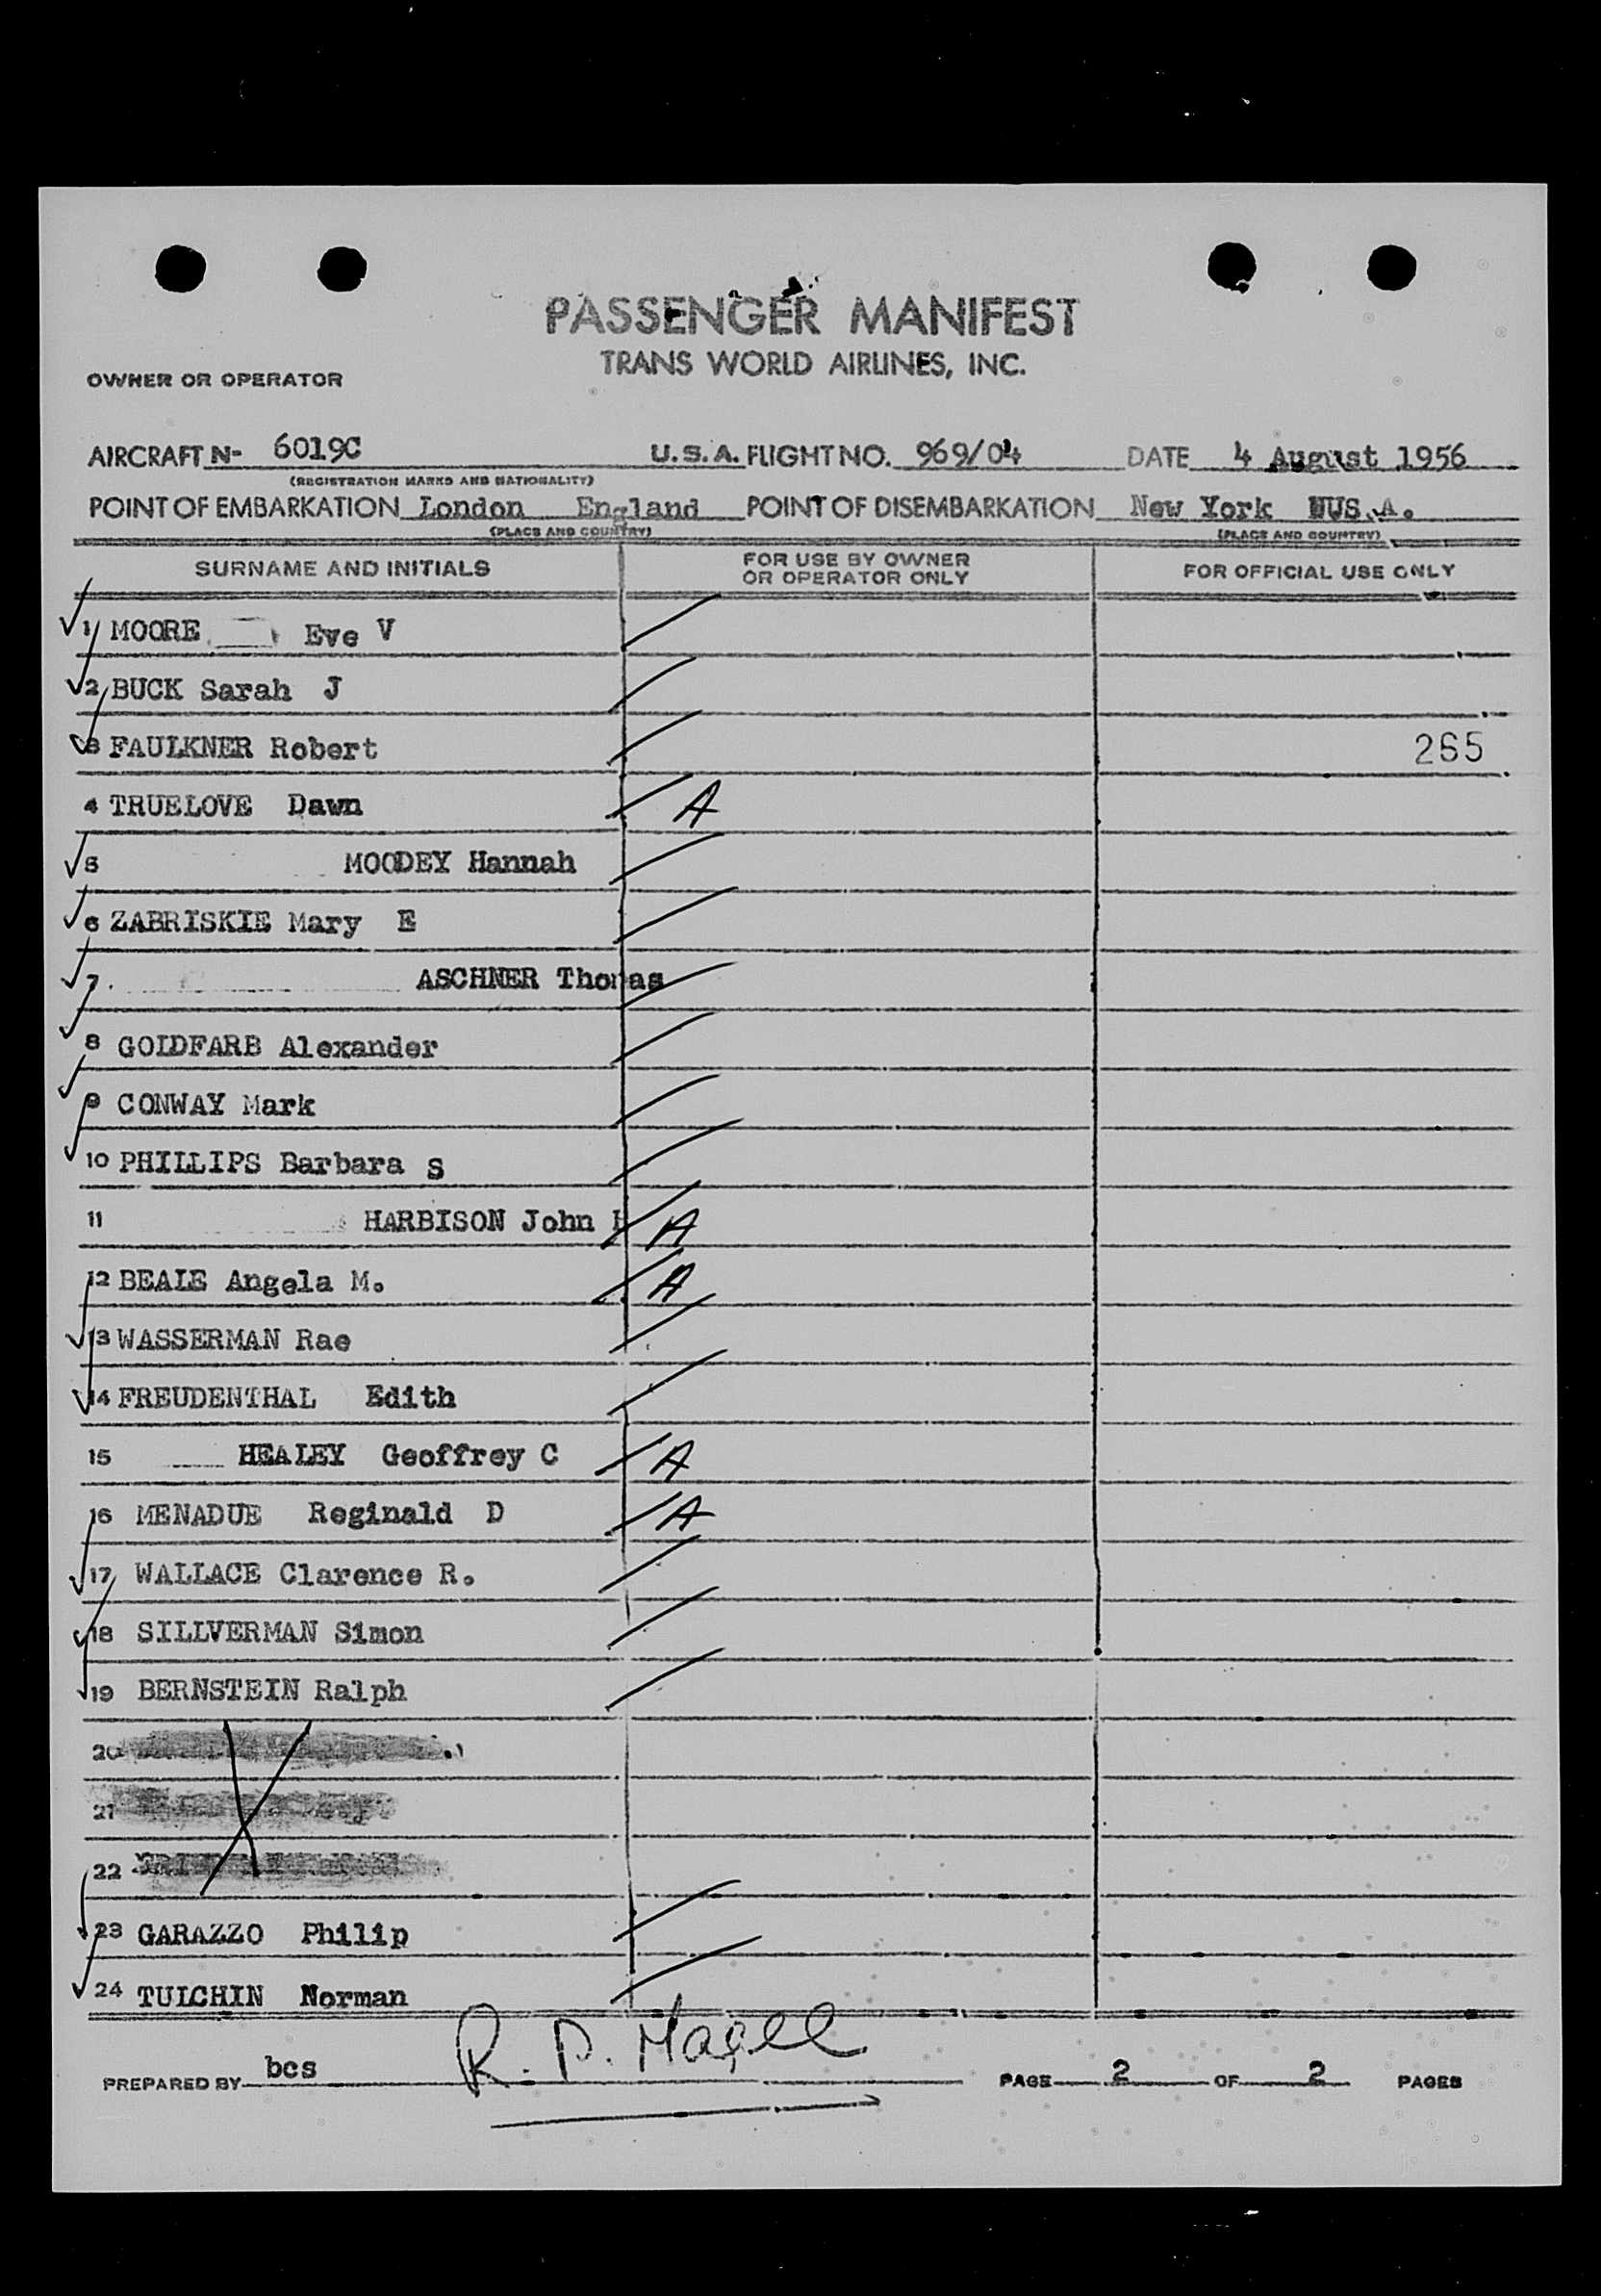 PASSENGER MANIFEST
TRANS WORLD AIRLINES, INC.
OWNER OR OPERATOR
AIRCRAFT N- 6019C U.S.A. FLIGHT NO. 969/04 DATE 4 August 1956
(REGISTRATION MARKS AND NATIONALITY)
POINT OF EMBARKATION London England POINT OF DISEMBARKATION New York UUS.A.
(PLACE AND COUNTRY) (PLACE AND COUNTRY)
SURNAME AND INITIALS FOR USE BY OWNER OR OPERATOR ONLY FOR OFFICIAL USE ONLY
1 MOORE Eve V
2 BUCK Sarah J
3 FAULKNER Robert 265
4 TRUELOVE Dawn A
5 MOODEY Hannah
6 ZABRISKIE Mary E
7 ASCHNER Thomas
8 GOLDFARB Alexander
9 CONWAY Mark
10 PHILLIPS Barbara S
11 HARBISON John A
12 BEALE Angela M. A
13 WASSERMAN Rae
14 FREUDENTHAL Edith
15 HEALEY Geoffrey C A
16 MENADUE Reginald D A
17 WALLACE Clarence R.
18 SILLVERMAN Simon
19 BERNSTEIN Ralph
20
21
22
23 GARAZZO Philip
24 TULCHIN Norman
PREPARED BY bcs R. P. PAGE 2 OF 2 PAGES